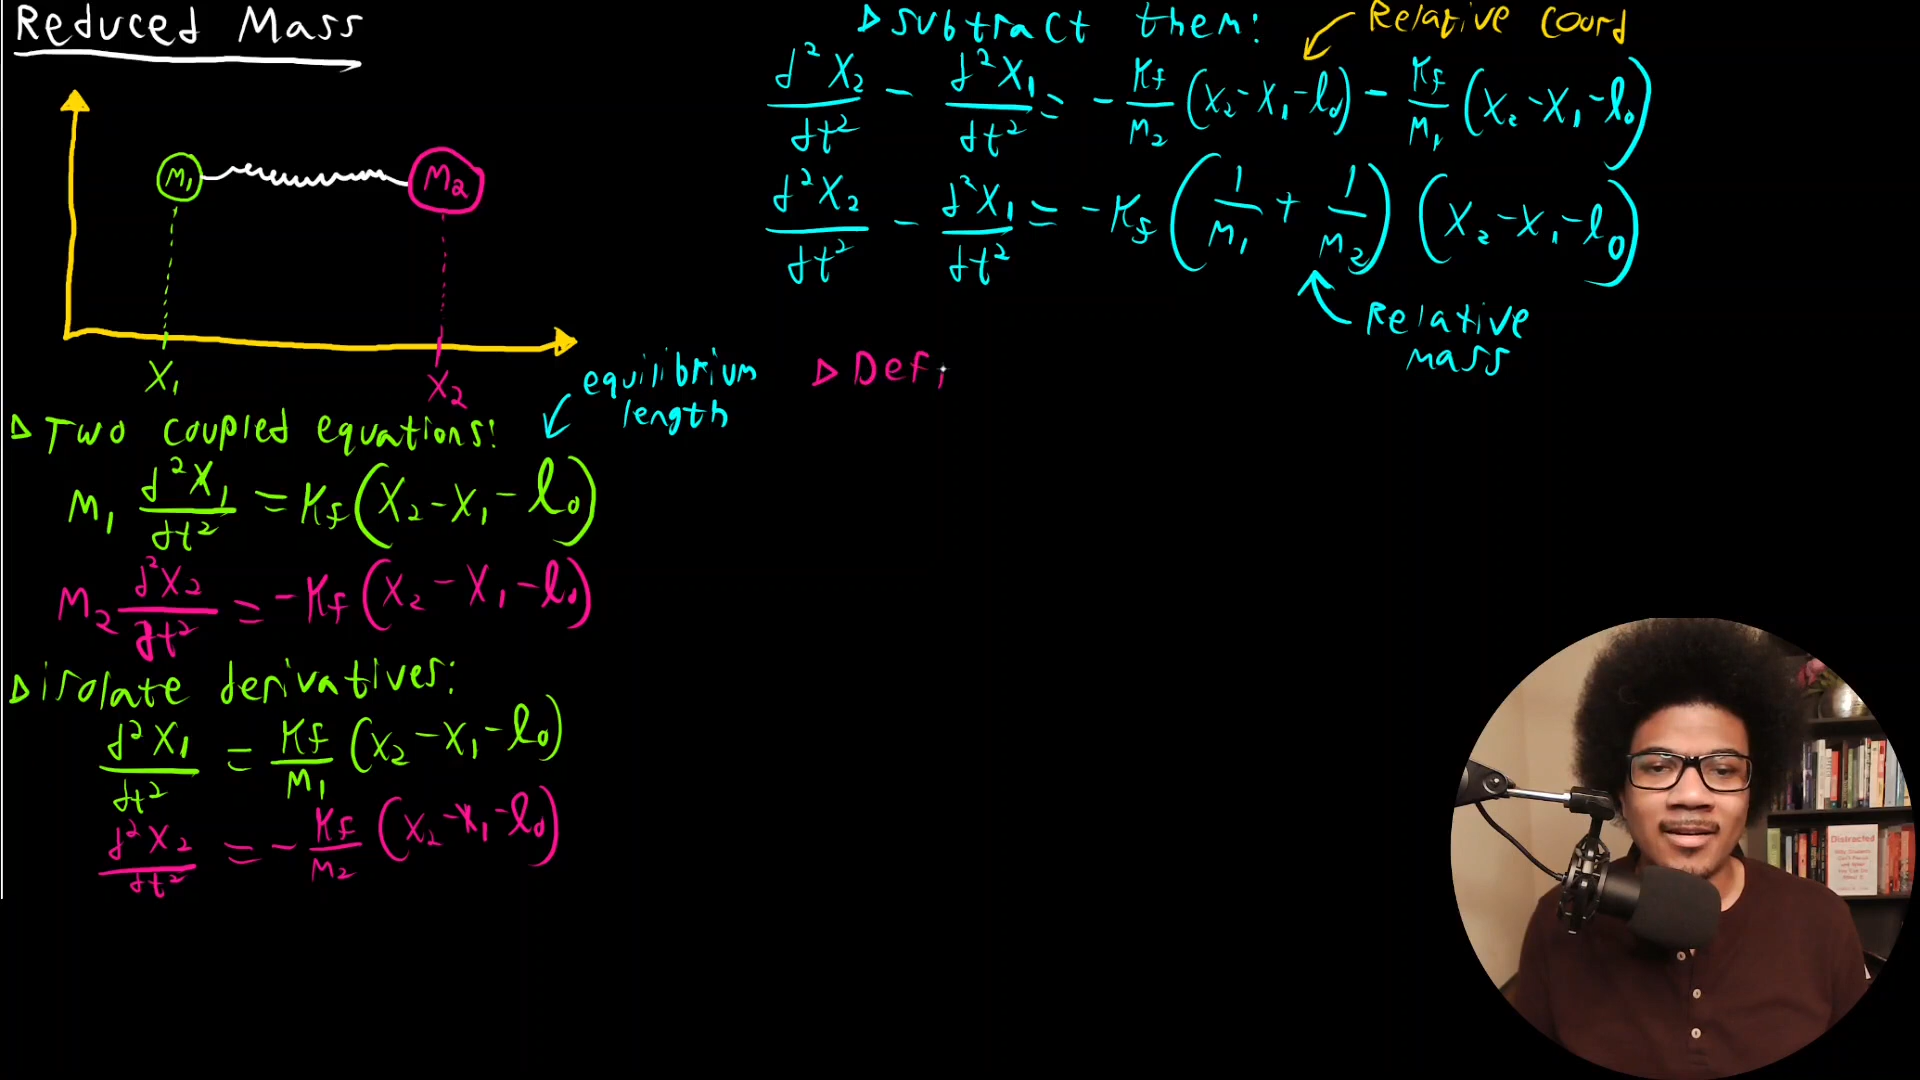 Reduced Mass
M₁
M₂
X₁
X₂
equilibrium
length
▷ Two coupled equations:
M₁ d²X₁/dt² = Kf (X₂ - X₁ - l₀)
M₂ d²X₂/dt² = -Kf (X₂ - X₁ - l₀)
▷ isolate derivatives:
d²X₁/dt² = Kf/M₁ (X₂ - X₁ - l₀)
d²X₂/dt² = - Kf/M₂ (X₂ - X₁ - l₀)
▷ subtract them:
Relative coord
d²X₂/dt² - d²X₁/dt² = - Kf/M₂ (X₂ - X₁ - l₀) - Kf/M₁ (X₂ - X₁ - l₀)
d²X₂/dt² - d²X₁/dt² = -Kf (1/M₁ + 1/M₂) (X₂ - X₁ - l₀)
Relative
mass
▷ Defi
Distracted